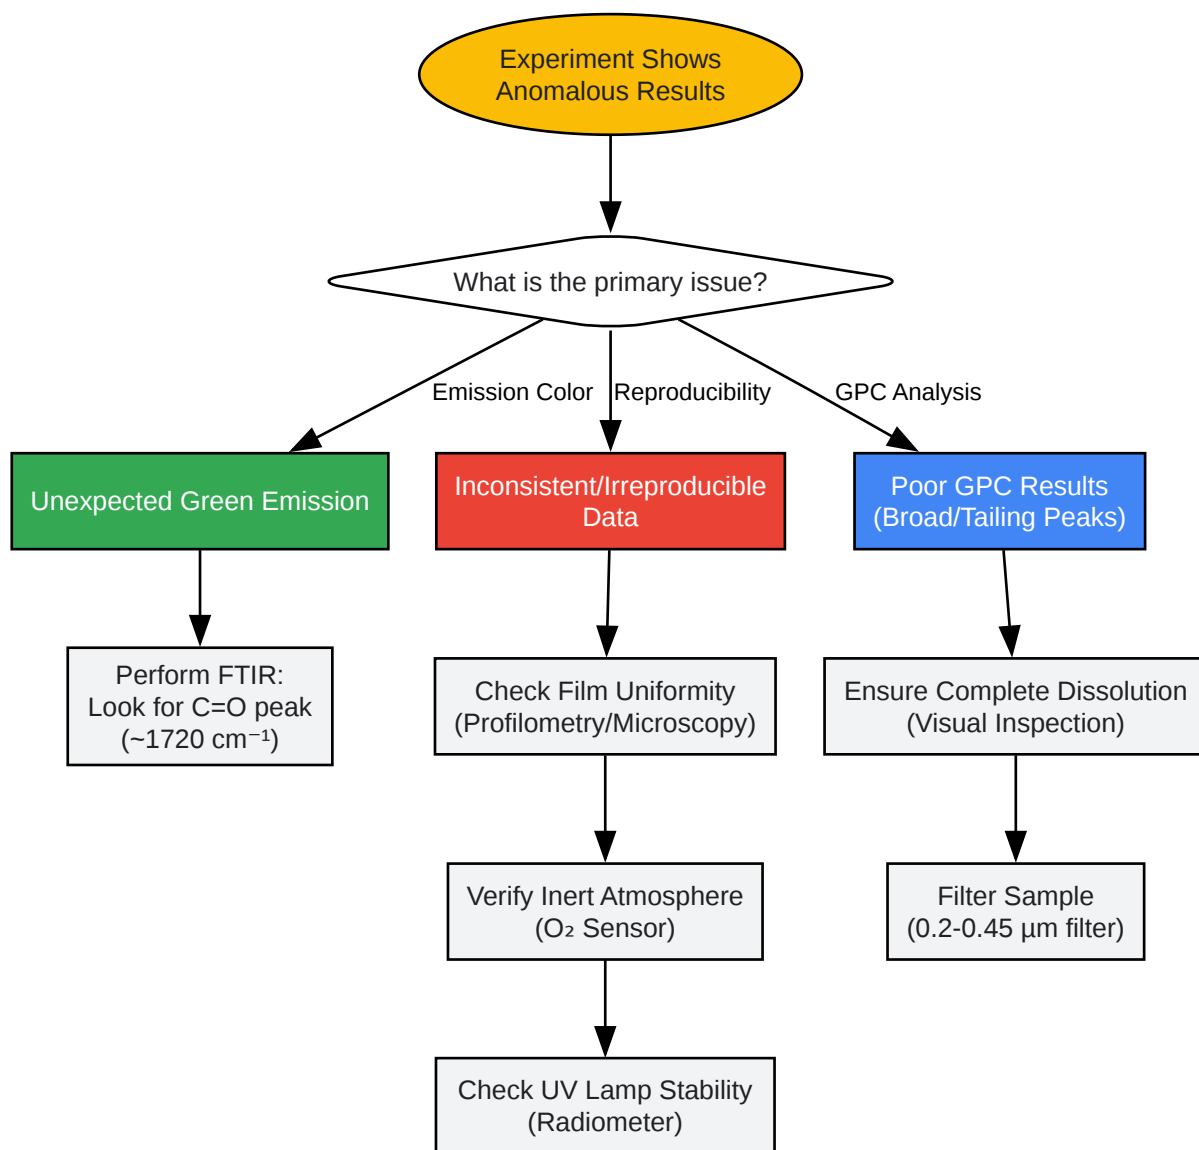 Experiment Shows
Anomalous Results
What is the primary issue?
Emission Color
Reproducibility
GPC Analysis
Unexpected Green Emission
Inconsistent/Irreproducible
Data
Poor GPC Results
(Broad/Tailing Peaks)
Perform FTIR:
Look for C=O peak
(~1720 cm⁻¹)
Check Film Uniformity
(Profilometry/Microscopy)
Ensure Complete Dissolution
(Visual Inspection)
Verify Inert Atmosphere
(O₂ Sensor)
Filter Sample
(0.2-0.45 µm filter)
Check UV Lamp Stability
(Radiometer)